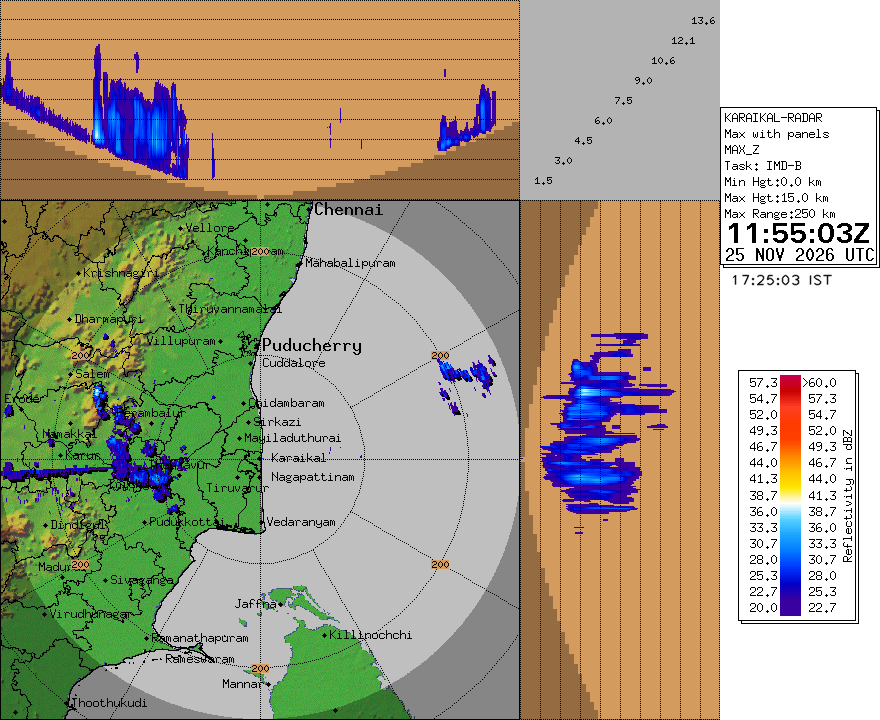 13.6
12.1
10.6
9.0
7.5
6.0
4.5
3.0
1.5
KARAIKAL-RADAR
Max with panels
MAX_Z
Task: IMD-B
Min Hgt:0.0 km
Max Hgt:15.0 km
Max Range:250 km
11:55:03Z
25 NOV 2026 UTC
17:25:03 IST
Chennai
Vellore
200
Mahabalipuram
Krishnagiri
Thiruvannamalai
Dharmapuri
Villupuram
Puducherry
200
200
Cuddalore
Salem
Erode
Chidambaram
Perambalur
Sirkazi
Namakkal
Mayiladuthurai
Karur
Karaikal
Nagapattinam
Tiruvarur
Dindigul
Pudukkottai
Vedaranyam
200
200
Sivaganga
Jaffna
Virudhunagar
Killinochchi
Ramanathapuram
Rameswaram
200
Mannar
Thoothukudi
57.3 >60.0
54.7 57.3
52.0 54.7
49.3 52.0
46.7 49.3
44.0 46.7
41.3 44.0
38.7 41.3
36.0 38.7
33.3 36.0
30.7 33.3
28.0 30.7
25.3 28.0
22.7 25.3
20.0 22.7
Reflectivity in dBZ